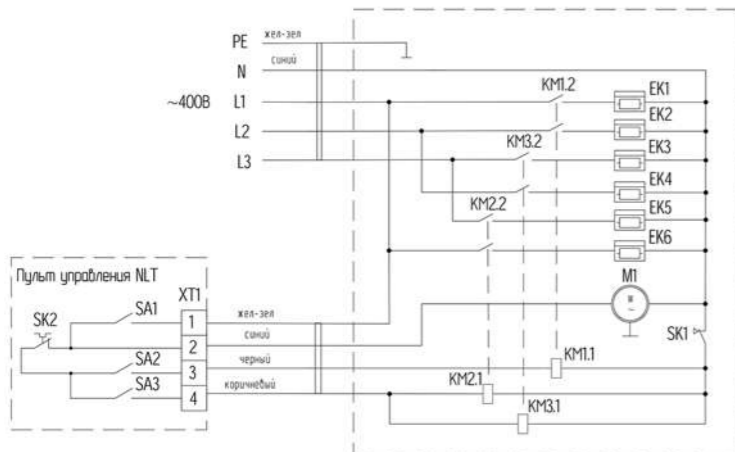 PE
жел-зел
N
синий
~400В
L1
L2
L3
KM1.2
KM3.2
KM2.2
EK1
EK2
EK3
EK4
EK5
EK6
M1
SK1
Пульт управления NLT
XT1
SK2
SA1
SA2
SA3
1
2
3
4
жел-зел
синий
черный
коричневый
KM1.1
KM2.1
KM3.1